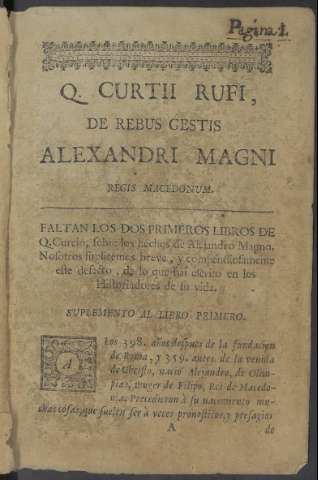 Pagina 1.
Q. CURTII RUFI,
DE REBUS GESTIS
ALEXANDRI MAGNI
REGIS MACEDONUM.
FALTAN LOS DOS PRIMEROS LIBROS DE
Q. Curcio, sobre los hechos de Alejandro Magno.
Nosotros supliremos breve, y compendiosamente
este defecto, de lo que hai escrito en los
Historiadores de su vida.
SUPLEMENTO AL LIBRO PRIMERO.
A Los 398. años despues de la fundacion
de Roma, y 359. antes de la venida
de Christo, nació Alejandro, de Olim-
pias, muger de Filipo, Rei de Macedo-
nia. Precedieron à su nacimiento mu-
chas cosas, que suelen ser à veces pronosticos, y presagios
A de